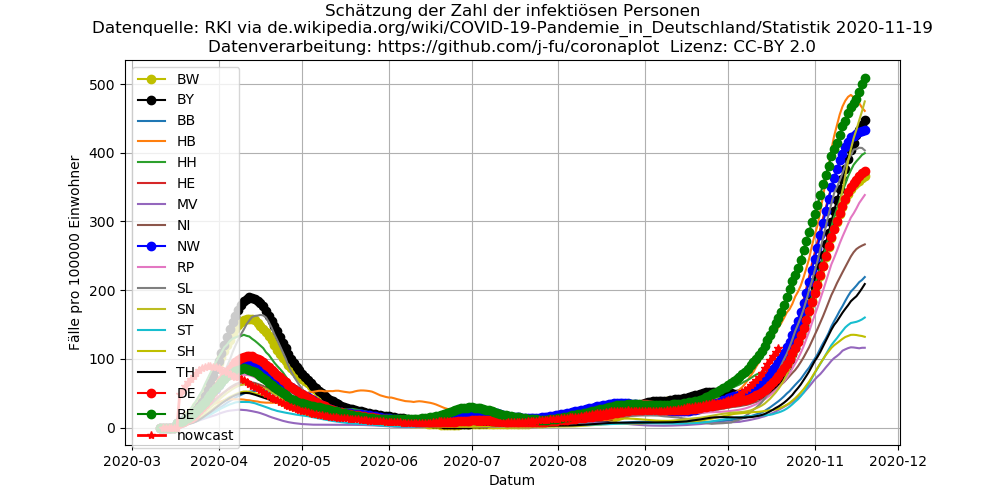 Schätzung der Zahl der infektiösen Personen
Datenquelle: RKI via de.wikipedia.org/wiki/COVID-19-Pandemie_in_Deutschland/Statistik 2020-11-19
Datenverarbeitung: https://github.com/j-fu/coronaplot Lizenz: CC-BY 2.0
Fälle pro 100000 Einwohner
500
400
300
200
100
0
BW
BY
BB
HB
HH
HE
MV
NI
NW
RP
SL
SN
ST
SH
TH
DE
BE
nowcast
2020-03 2020-04 2020-05 2020-06 2020-07 2020-08 2020-09 2020-10 2020-11 2020-12
Datum